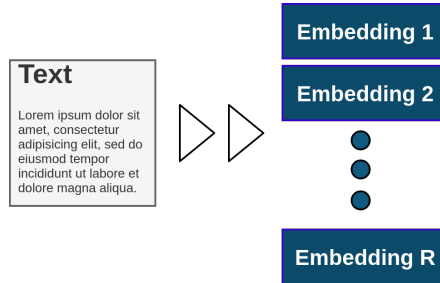 Text
Lorem ipsum dolor sit
amet, consectetur
adipisicing elit, sed do
eiusmod tempor
incididunt ut labore et
dolore magna aliqua.
Embedding 1
Embedding 2
Embedding R